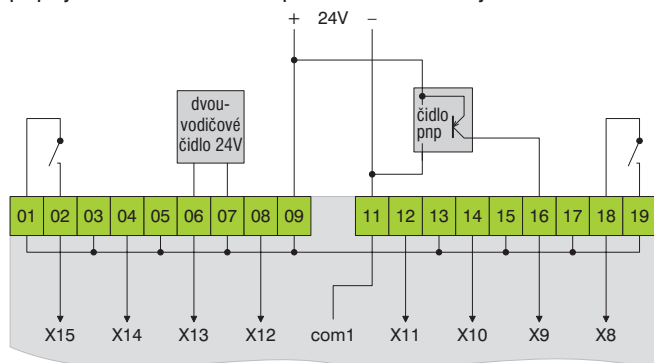 + 24V −
dvou-
vodičové
čidlo 24V
čidlo
pnp
01 02 03 04 05 06 07 08 09 11 12 13 14 15 16 17 18 19
X15 X14 X13 X12 com1 X11 X10 X9 X8